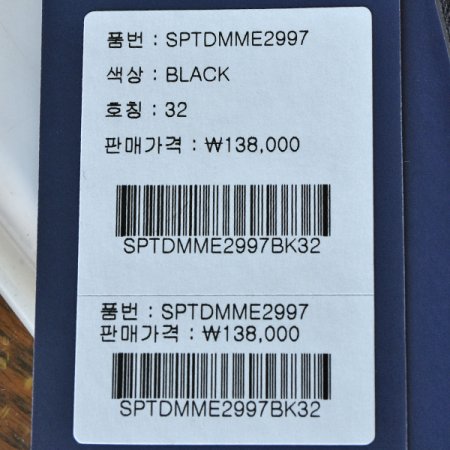 품번 : SPTDMME2997
색상 : BLACK
호칭 : 32
판매가격 : ₩138,000
SPTDMME2997BK32
품번 : SPTDMME2997
판매가격 : ₩138,000
SPTDMME2997BK32